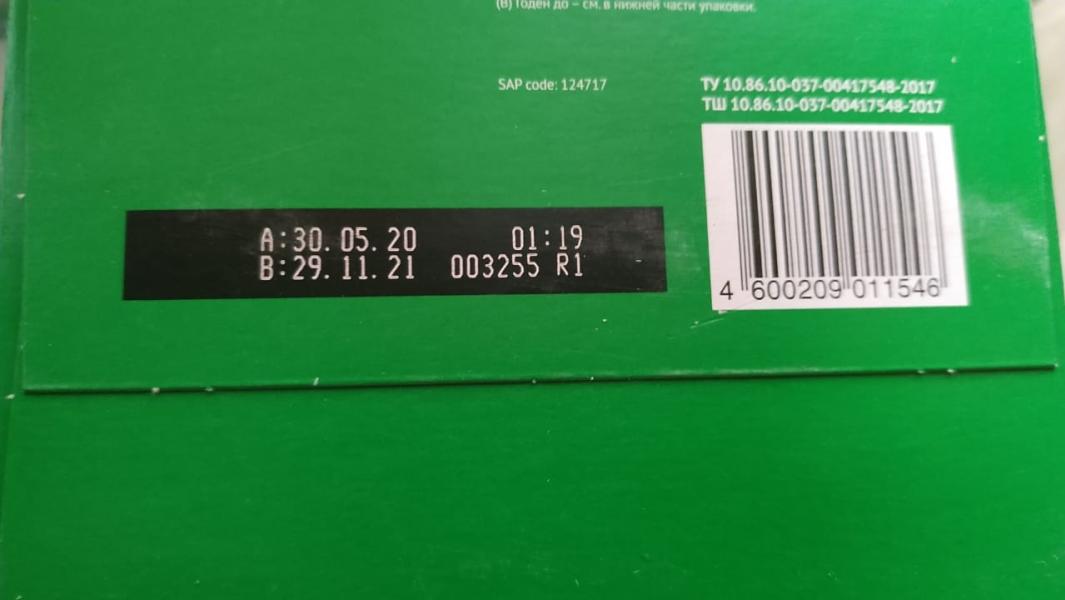 (В) Годен до – см. в нижней части упаковки.
SAP code: 124717
ТУ 10.86.10-037-00417548-2017
ТШ 10.86.10-037-00417548-2017
A:30.05.20 01:19
B:29.11.21 003255 R1
4 600209 011546